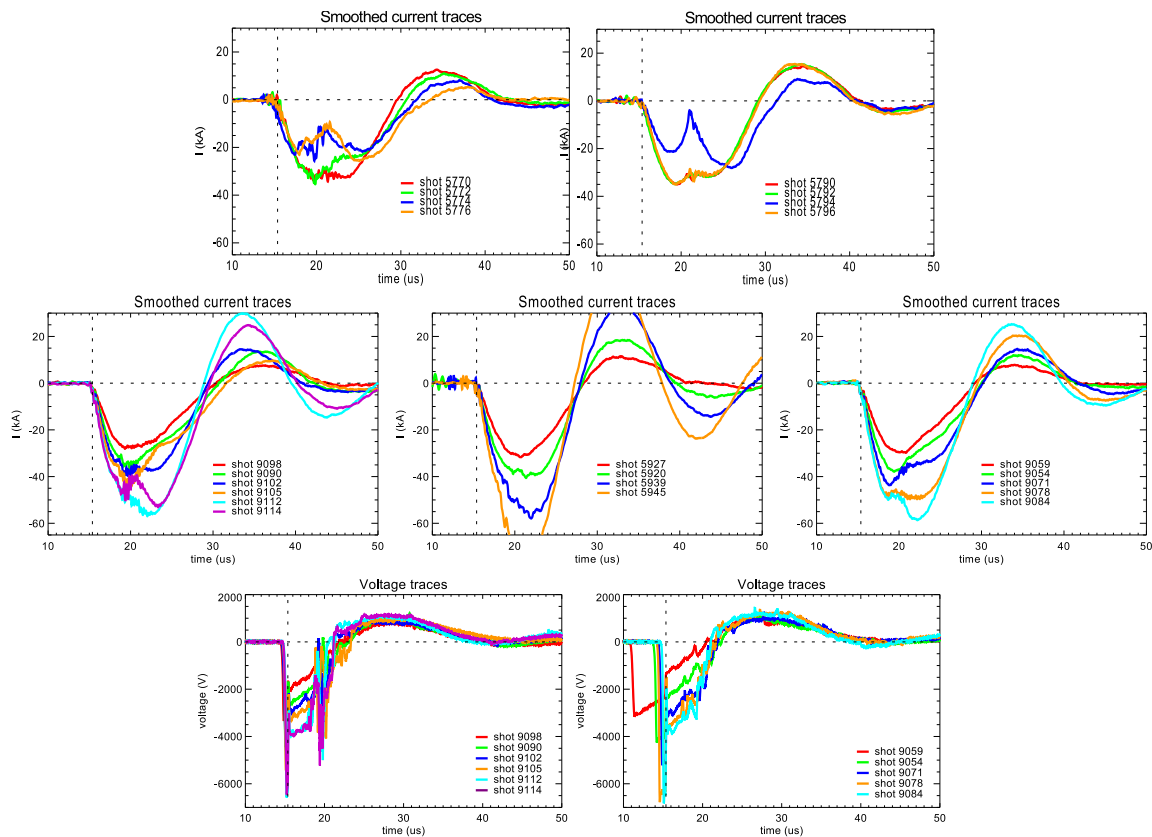 Smoothed current traces
20
0
-20
-40
-60
I (kA)
shot 5770
shot 5772
shot 5774
shot 5776
10
20
30
40
50
time (us)
Smoothed current traces
20
0
-20
-40
-60
I (kA)
shot 5790
shot 5792
shot 5794
shot 5796
10
20
30
40
50
time (us)
Smoothed current traces
20
0
-20
-40
-60
I (kA)
shot 9098
shot 9090
shot 9102
shot 9105
shot 9112
shot 9114
10
20
30
40
50
time (us)
Smoothed current traces
20
0
-20
-40
-60
I (kA)
shot 5927
shot 5920
shot 5939
shot 5945
10
20
30
40
50
time (us)
Smoothed current traces
20
0
-20
-40
-60
I (kA)
shot 9059
shot 9054
shot 9071
shot 9078
shot 9084
10
20
30
40
50
time (us)
Voltage traces
2000
0
-2000
-4000
-6000
voltage (V)
shot 9098
shot 9090
shot 9102
shot 9105
shot 9112
shot 9114
10
20
30
40
50
time (us)
Voltage traces
2000
0
-2000
-4000
-6000
voltage (V)
shot 9059
shot 9054
shot 9071
shot 9078
shot 9084
10
20
30
40
50
time (us)